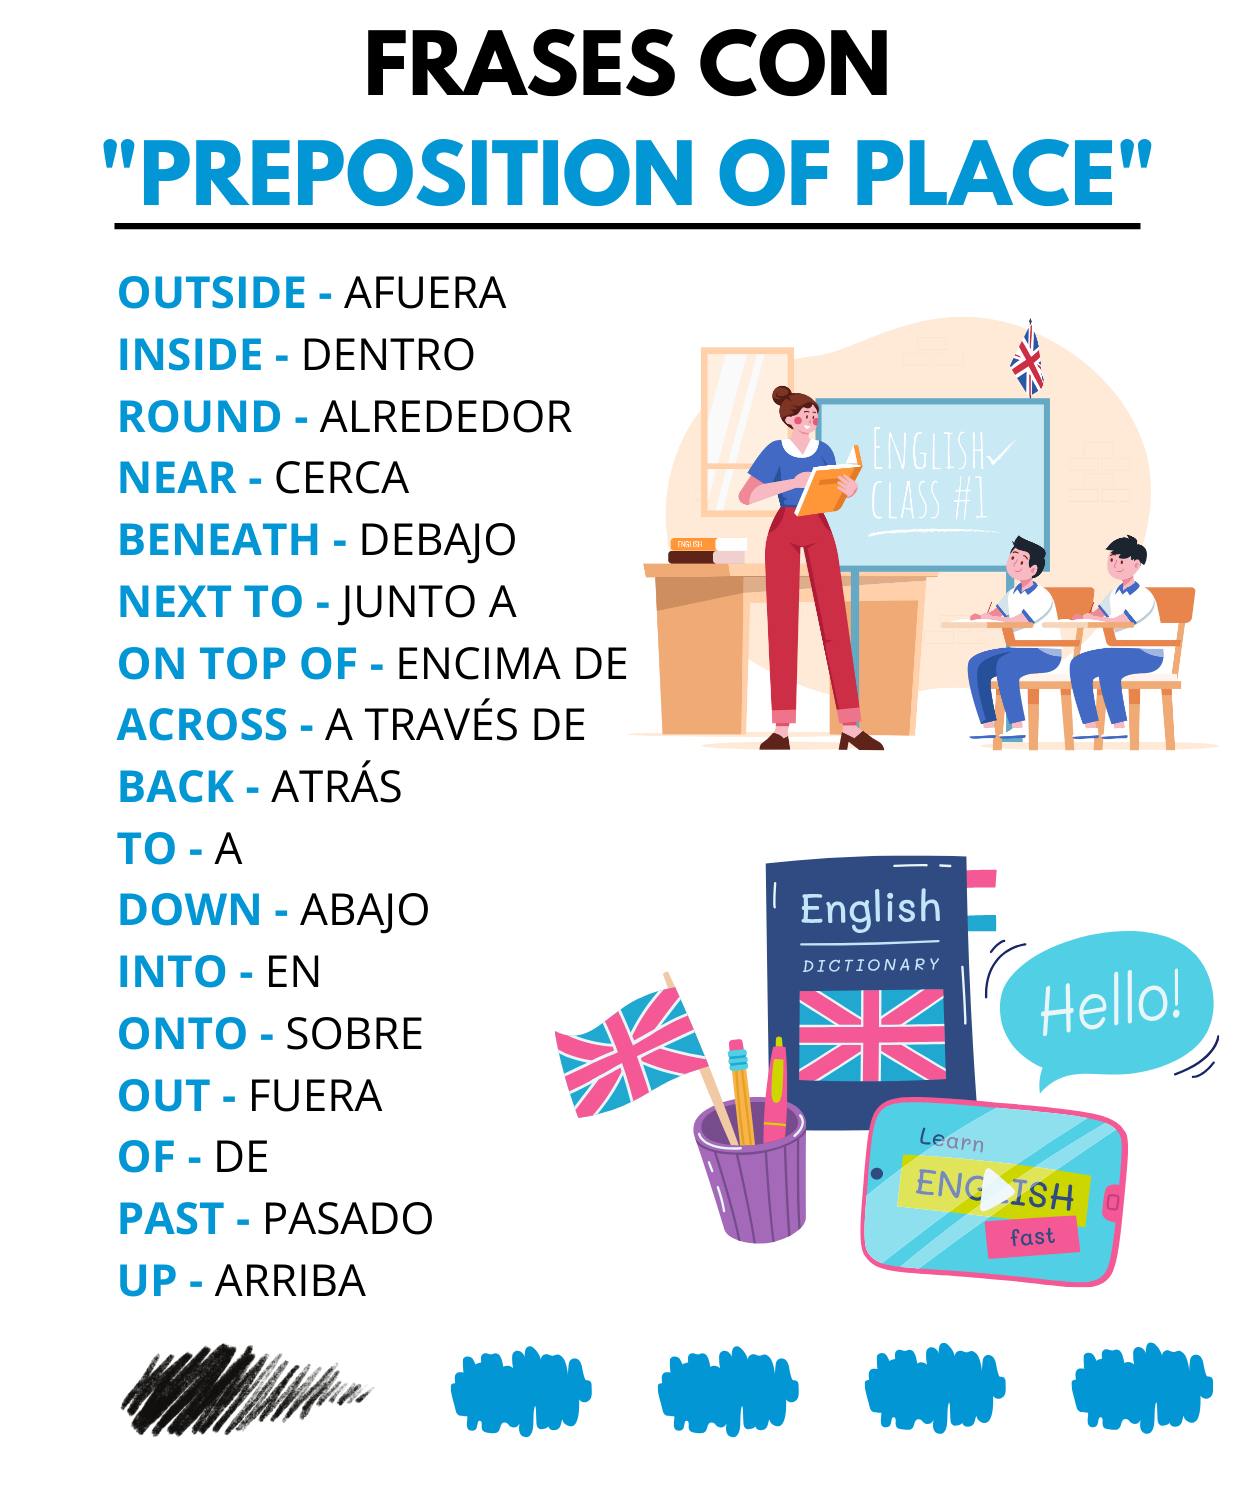 FRASES CON
"PREPOSITION OF PLACE"
OUTSIDE - AFUERA
INSIDE - DENTRO
ROUND - ALREDEDOR
NEAR - CERCA
BENEATH - DEBAJO
NEXT TO - JUNTO A
ON TOP OF - ENCIMA DE
ACROSS - A TRAVÉS DE
BACK - ATRÁS
TO - A
DOWN - ABAJO
INTO - EN
ONTO - SOBRE
OUT - FUERA
OF - DE
PAST - PASADO
UP - ARRIBA
ENGLISH✓
CLASS #1
ENGLISH
English
DICTIONARY
Hello!
Learn
ENGLISH
fast